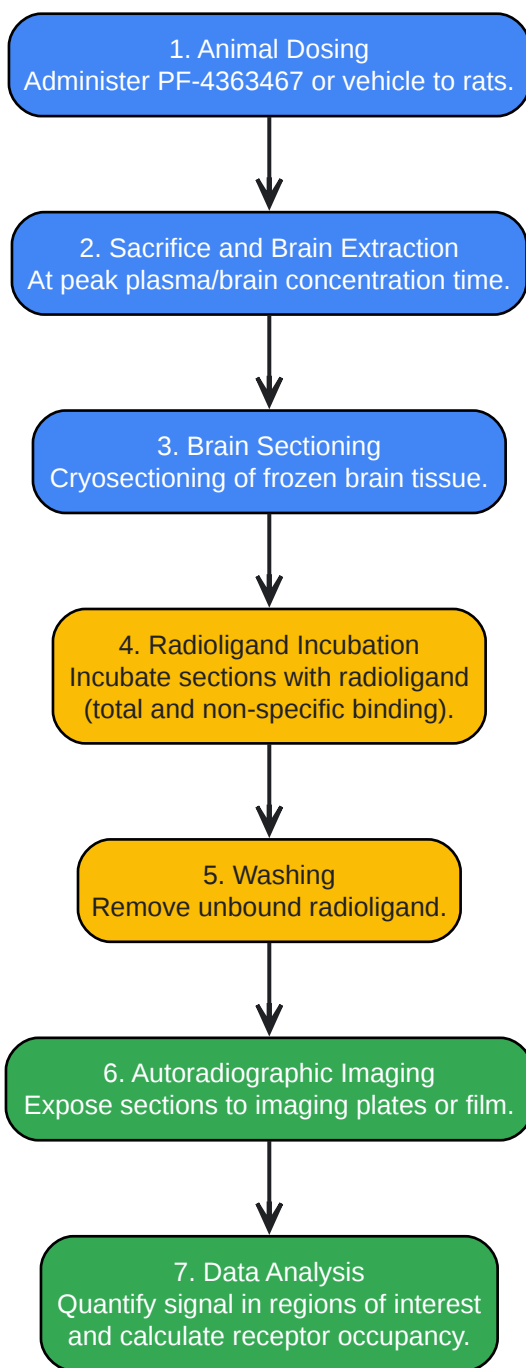 1. Animal Dosing
Administer PF-4363467 or vehicle to rats.
2. Sacrifice and Brain Extraction
At peak plasma/brain concentration time.
3. Brain Sectioning
Cryosectioning of frozen brain tissue.
4. Radioligand Incubation
Incubate sections with radioligand
(total and non-specific binding).
5. Washing
Remove unbound radioligand.
6. Autoradiographic Imaging
Expose sections to imaging plates or film.
7. Data Analysis
Quantify signal in regions of interest
and calculate receptor occupancy.